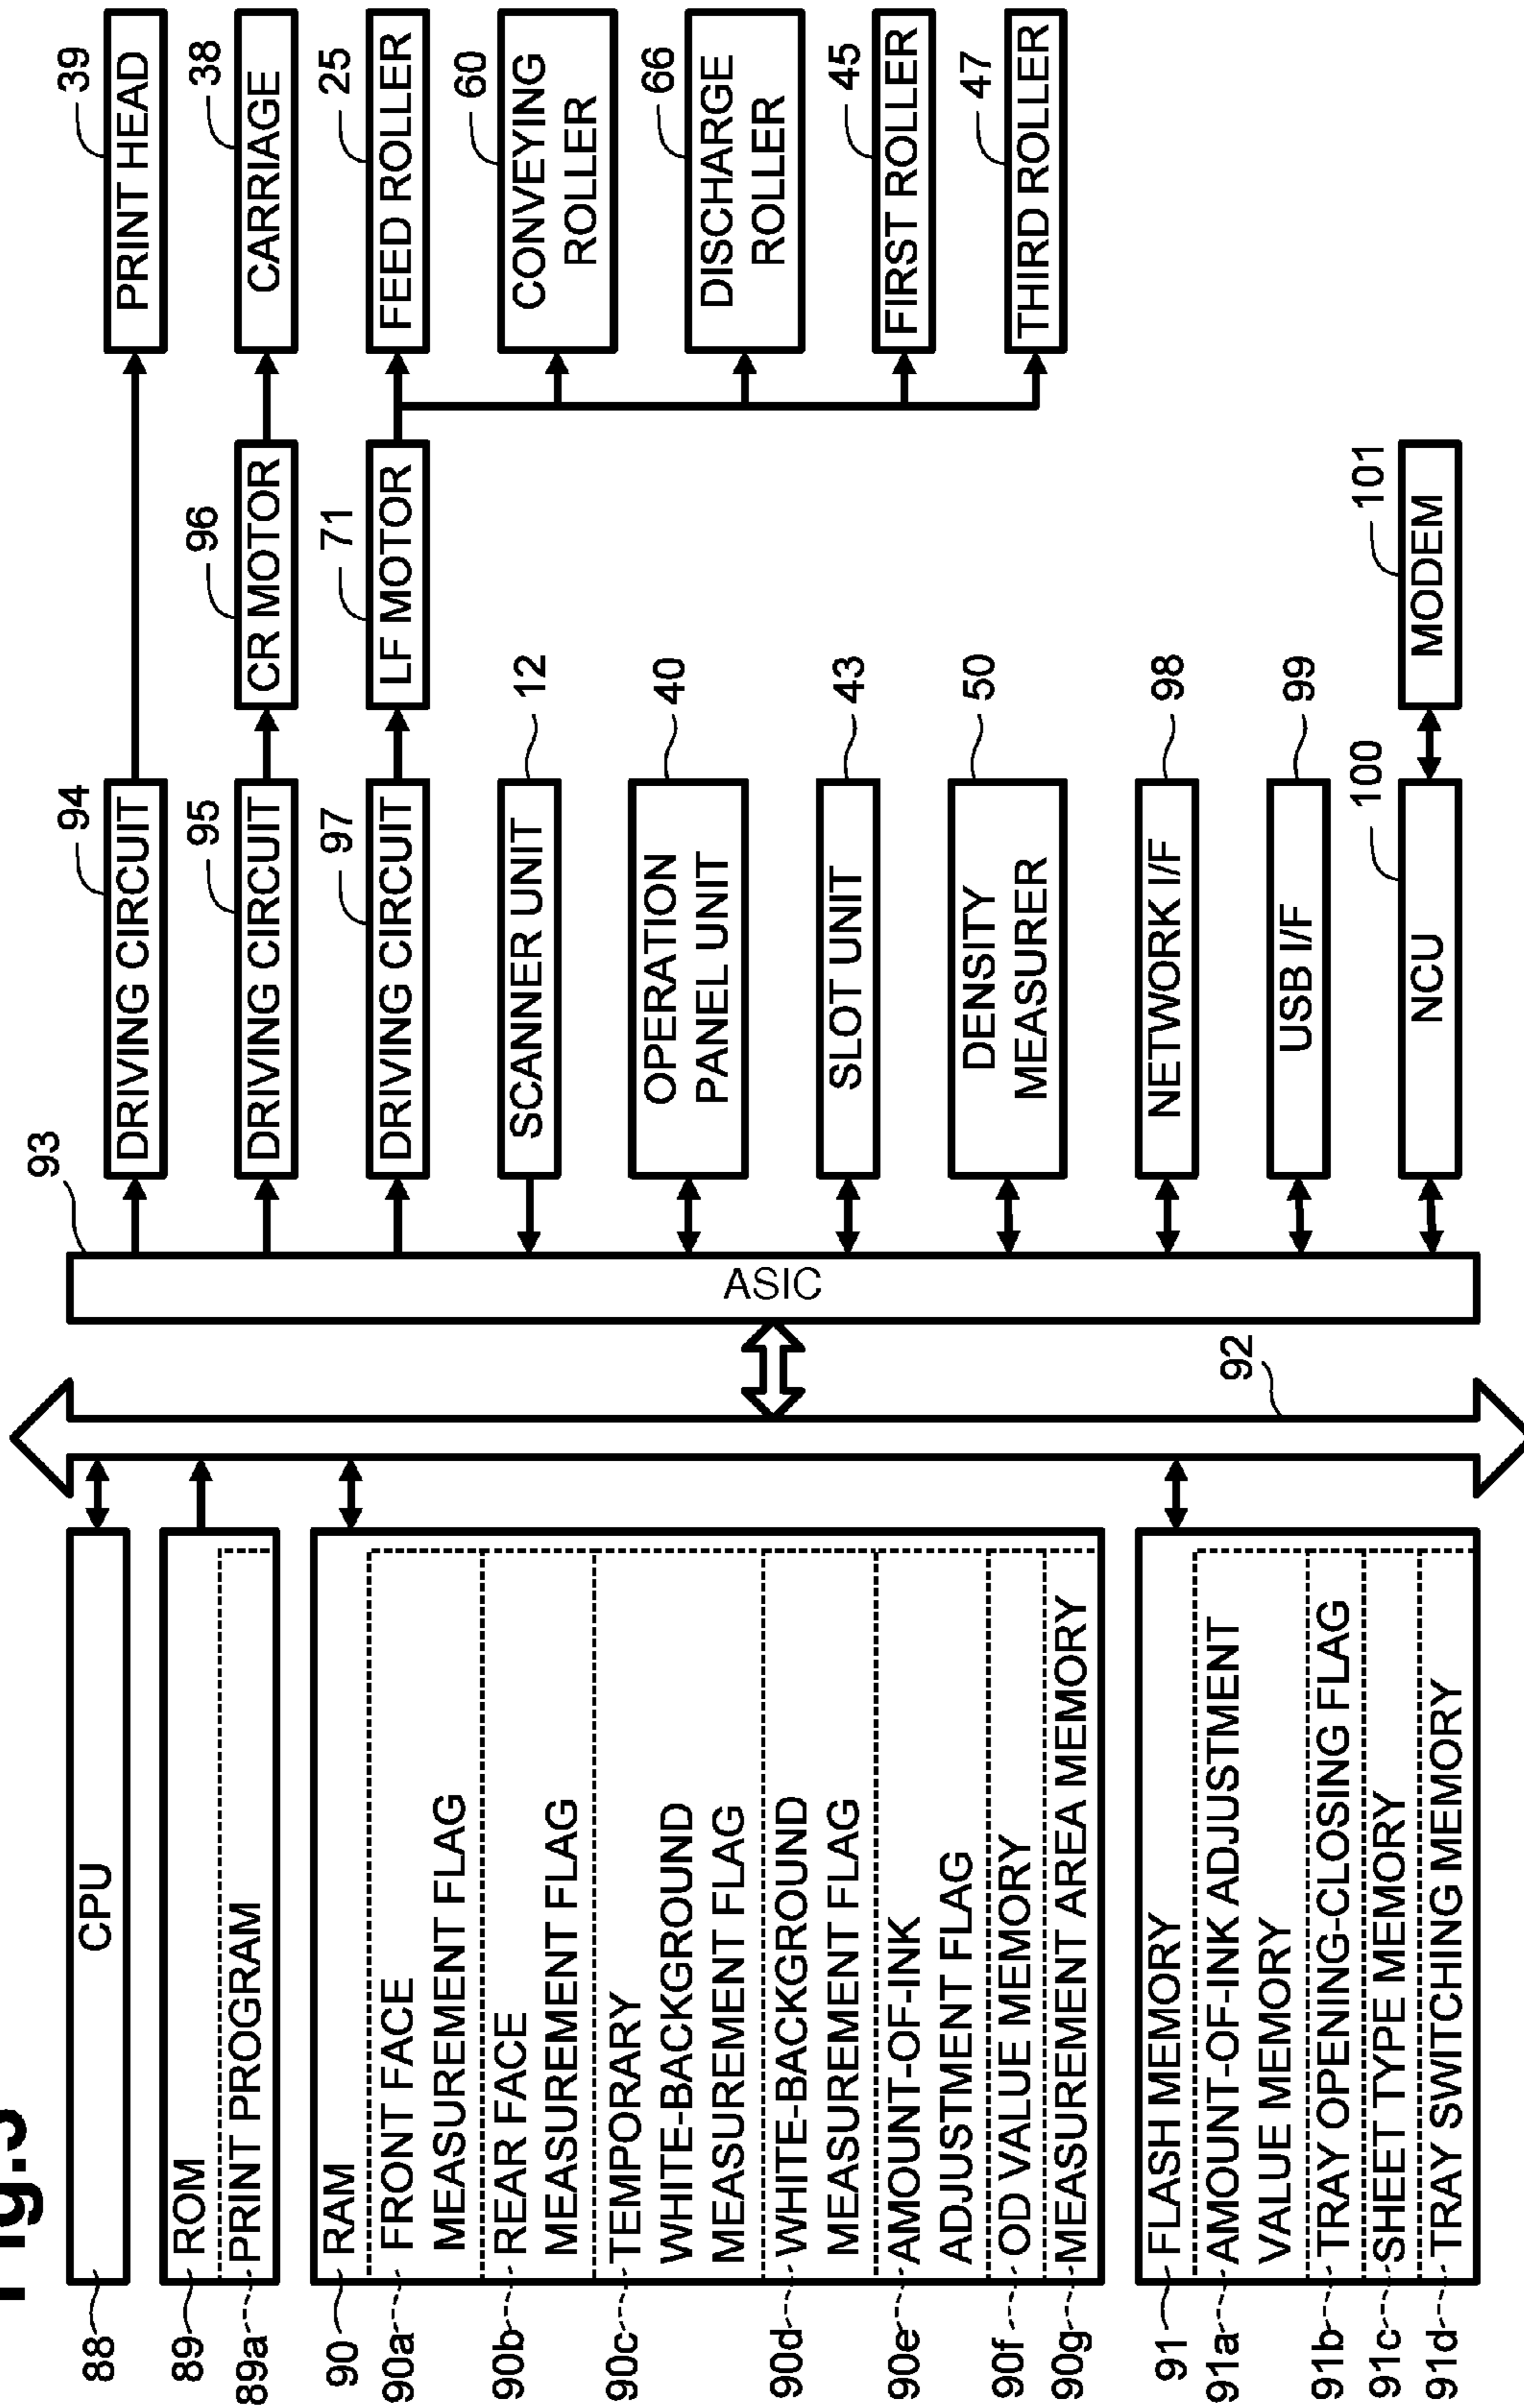 Fig.3
88
CPU
89
ROM
89a
PRINT PROGRAM
90
RAM
90a
FRONT FACE
MEASUREMENT FLAG
90b
REAR FACE
MEASUREMENT FLAG
90c
TEMPORARY
WHITE-BACKGROUND
MEASUREMENT FLAG
90d
WHITE-BACKGROUND
MEASUREMENT FLAG
90e
AMOUNT-OF-INK
ADJUSTMENT FLAG
90f
OD VALUE MEMORY
90g
MEASUREMENT AREA MEMORY
91
FLASH MEMORY
91a
AMOUNT-OF-INK ADJUSTMENT
VALUE MEMORY
91b
TRAY OPENING-CLOSING FLAG
91c
SHEET TYPE MEMORY
91d
TRAY SWITCHING MEMORY
92
93
ASIC
94
DRIVING CIRCUIT
39
PRINT HEAD
95
DRIVING CIRCUIT
96
CR MOTOR
38
CARRIAGE
97
DRIVING CIRCUIT
71
LF MOTOR
25
FEED ROLLER
60
CONVEYING
ROLLER
66
DISCHARGE
ROLLER
45
FIRST ROLLER
47
THIRD ROLLER
SCANNER UNIT
12
OPERATION
PANEL UNIT
40
SLOT UNIT
43
DENSITY
MEASURER
50
NETWORK I/F
98
USB I/F
99
100
NCU
101
MODEM